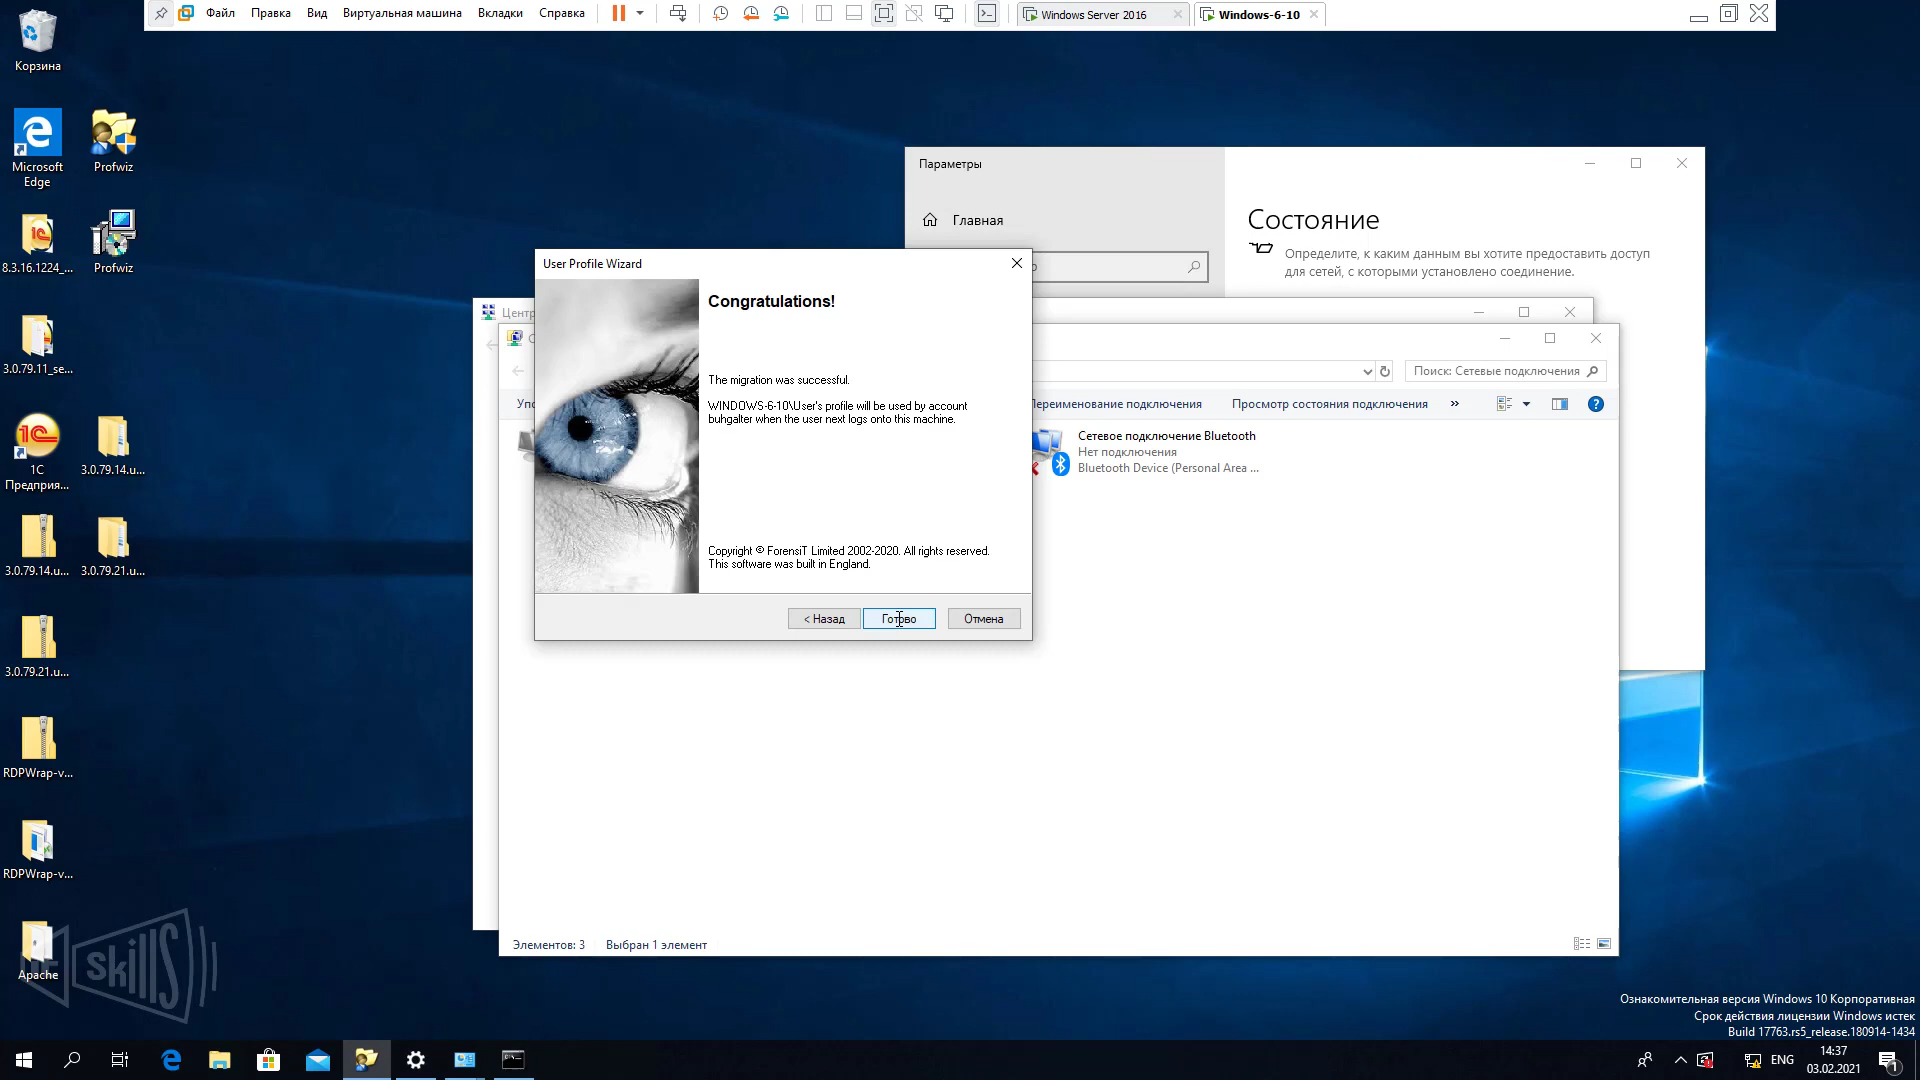 Файл
Правка
Вид
Виртуальная машина
Вкладки
Справка
Windows Server 2016
Windows-6-10
Корзина
Microsoft
Edge
Profwiz
8.3.16.1224_...
Profwiz
3.0.79.11_se...
1С
Предприя...
3.0.79.14.u...
3.0.79.14.u...
3.0.79.21.u...
3.0.79.21.u...
RDPWrap-v...
RDPWrap-v...
Apache
skills
Параметры
Главная
Состояние
Определите, к каким данным вы хотите предоставить доступ
для сетей, с которыми установлено соединение.
Центр
User Profile Wizard
Congratulations!
The migration was successful.
WINDOWS-6-10\User's profile will be used by account
buhgalter when the user next logs onto this machine.
Copyright © ForensiT Limited 2002-2020. All rights reserved.
This software was built in England.
< Назад
Готово
Отмена
Поиск: Сетевые подключения
Переименование подключения
Просмотр состояния подключения
»
Сетевое подключение Bluetooth
Нет подключения
Bluetooth Device (Personal Area ...
Элементов: 3
Выбран 1 элемент
Ознакомительная версия Windows 10 Корпоративная
Срок действия лицензии Windows истек
Build 17763.rs5_release.180914-1434
ENG
14:37
03.02.2021
1